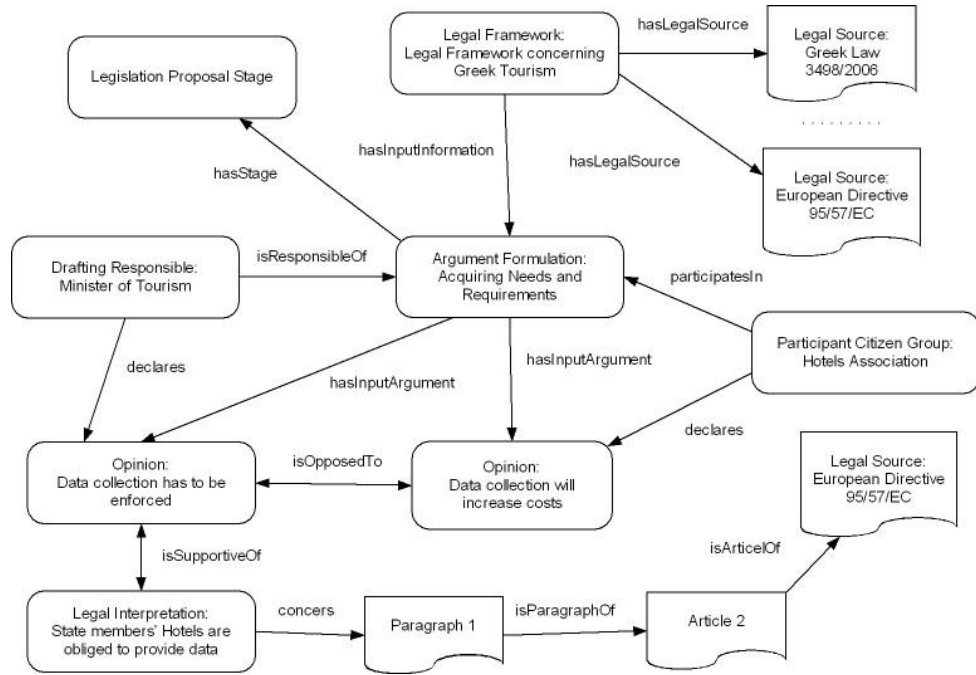 Legal Framework:
Legal Framework concerning
Greek Tourism
hasLegalSource
Legal Source:
Greek Law
3498/2006
Legislation Proposal Stage
. . . . . . . . .
hasInputInformation
hasLegalSource
Legal Source:
European Directive
95/57/EC
hasStage
Drafting Responsible:
Minister of Tourism
isResponsibleOf
Argument Formulation:
Acquiring Needs and
Requirements
participatesIn
Participant Citizen Group:
Hotels Association
declares
hasInputArgument
hasInputArgument
declares
Opinion:
Data collection has to be
enforced
isOpposedTo
Opinion:
Data collection will
increase costs
Legal Source:
European Directive
95/57/EC
isSupportiveOf
isArticelOf
Legal Interpretation:
State members' Hotels are
obliged to provide data
concers
Paragraph 1
isParagraphOf
Article 2